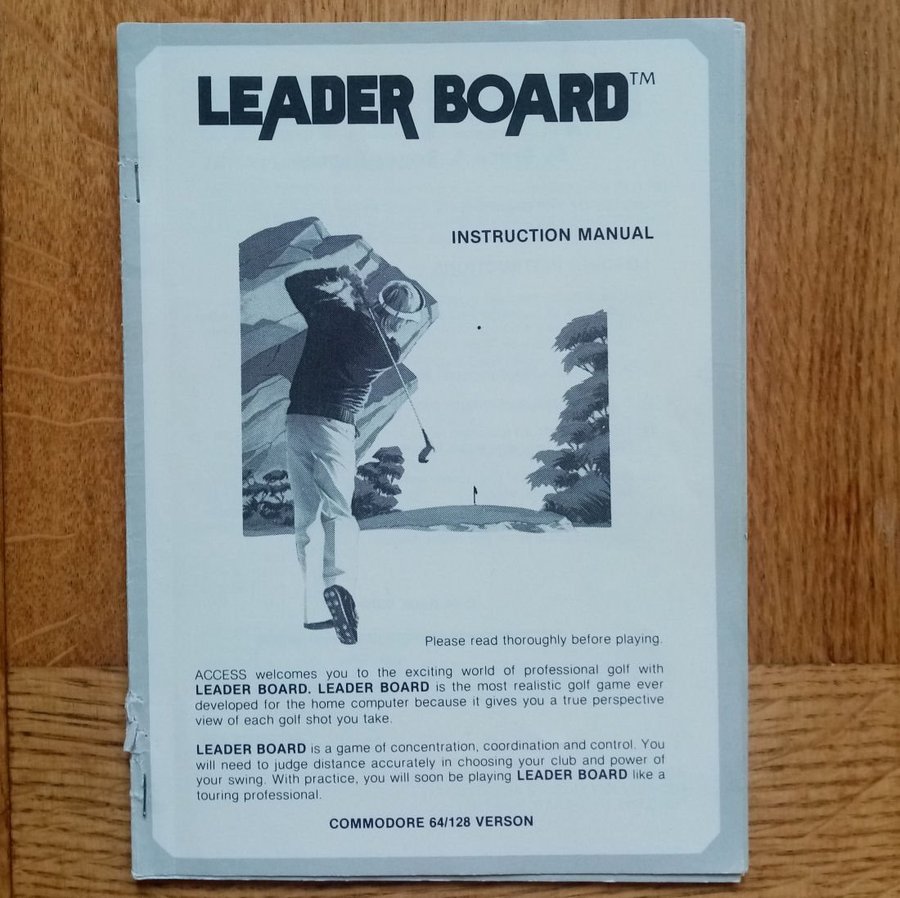 LEADER BOARD™
INSTRUCTION MANUAL
Please read thoroughly before playing.
ACCESS welcomes you to the exciting world of professional golf with
LEADER BOARD. LEADER BOARD is the most realistic golf game ever
developed for the home computer because it gives you a true perspective
view of each golf shot you take.
LEADER BOARD is a game of concentration, coordination and control. You
will need to judge distance accurately in choosing your club and power of
your swing. With practice, you will soon be playing LEADER BOARD like a
touring professional.
COMMODORE 64/128 VERSON